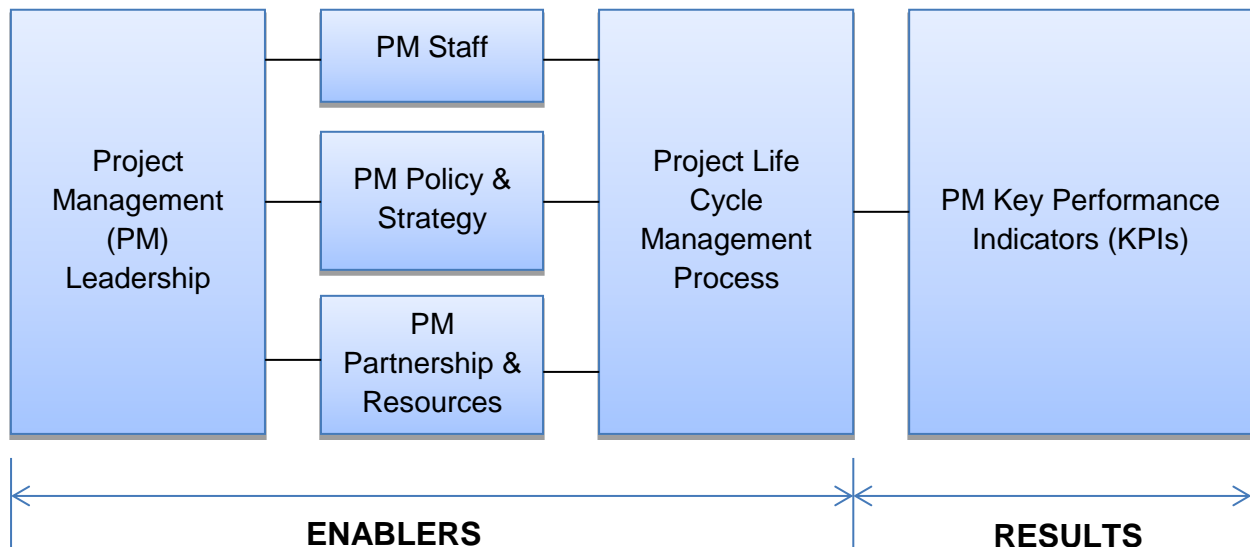 Project
Management
(PM)
Leadership
PM Staff
PM Policy &
Strategy
PM
Partnership &
Resources
Project Life
Cycle
Management
Process
PM Key Performance
Indicators (KPIs)
ENABLERS
RESULTS